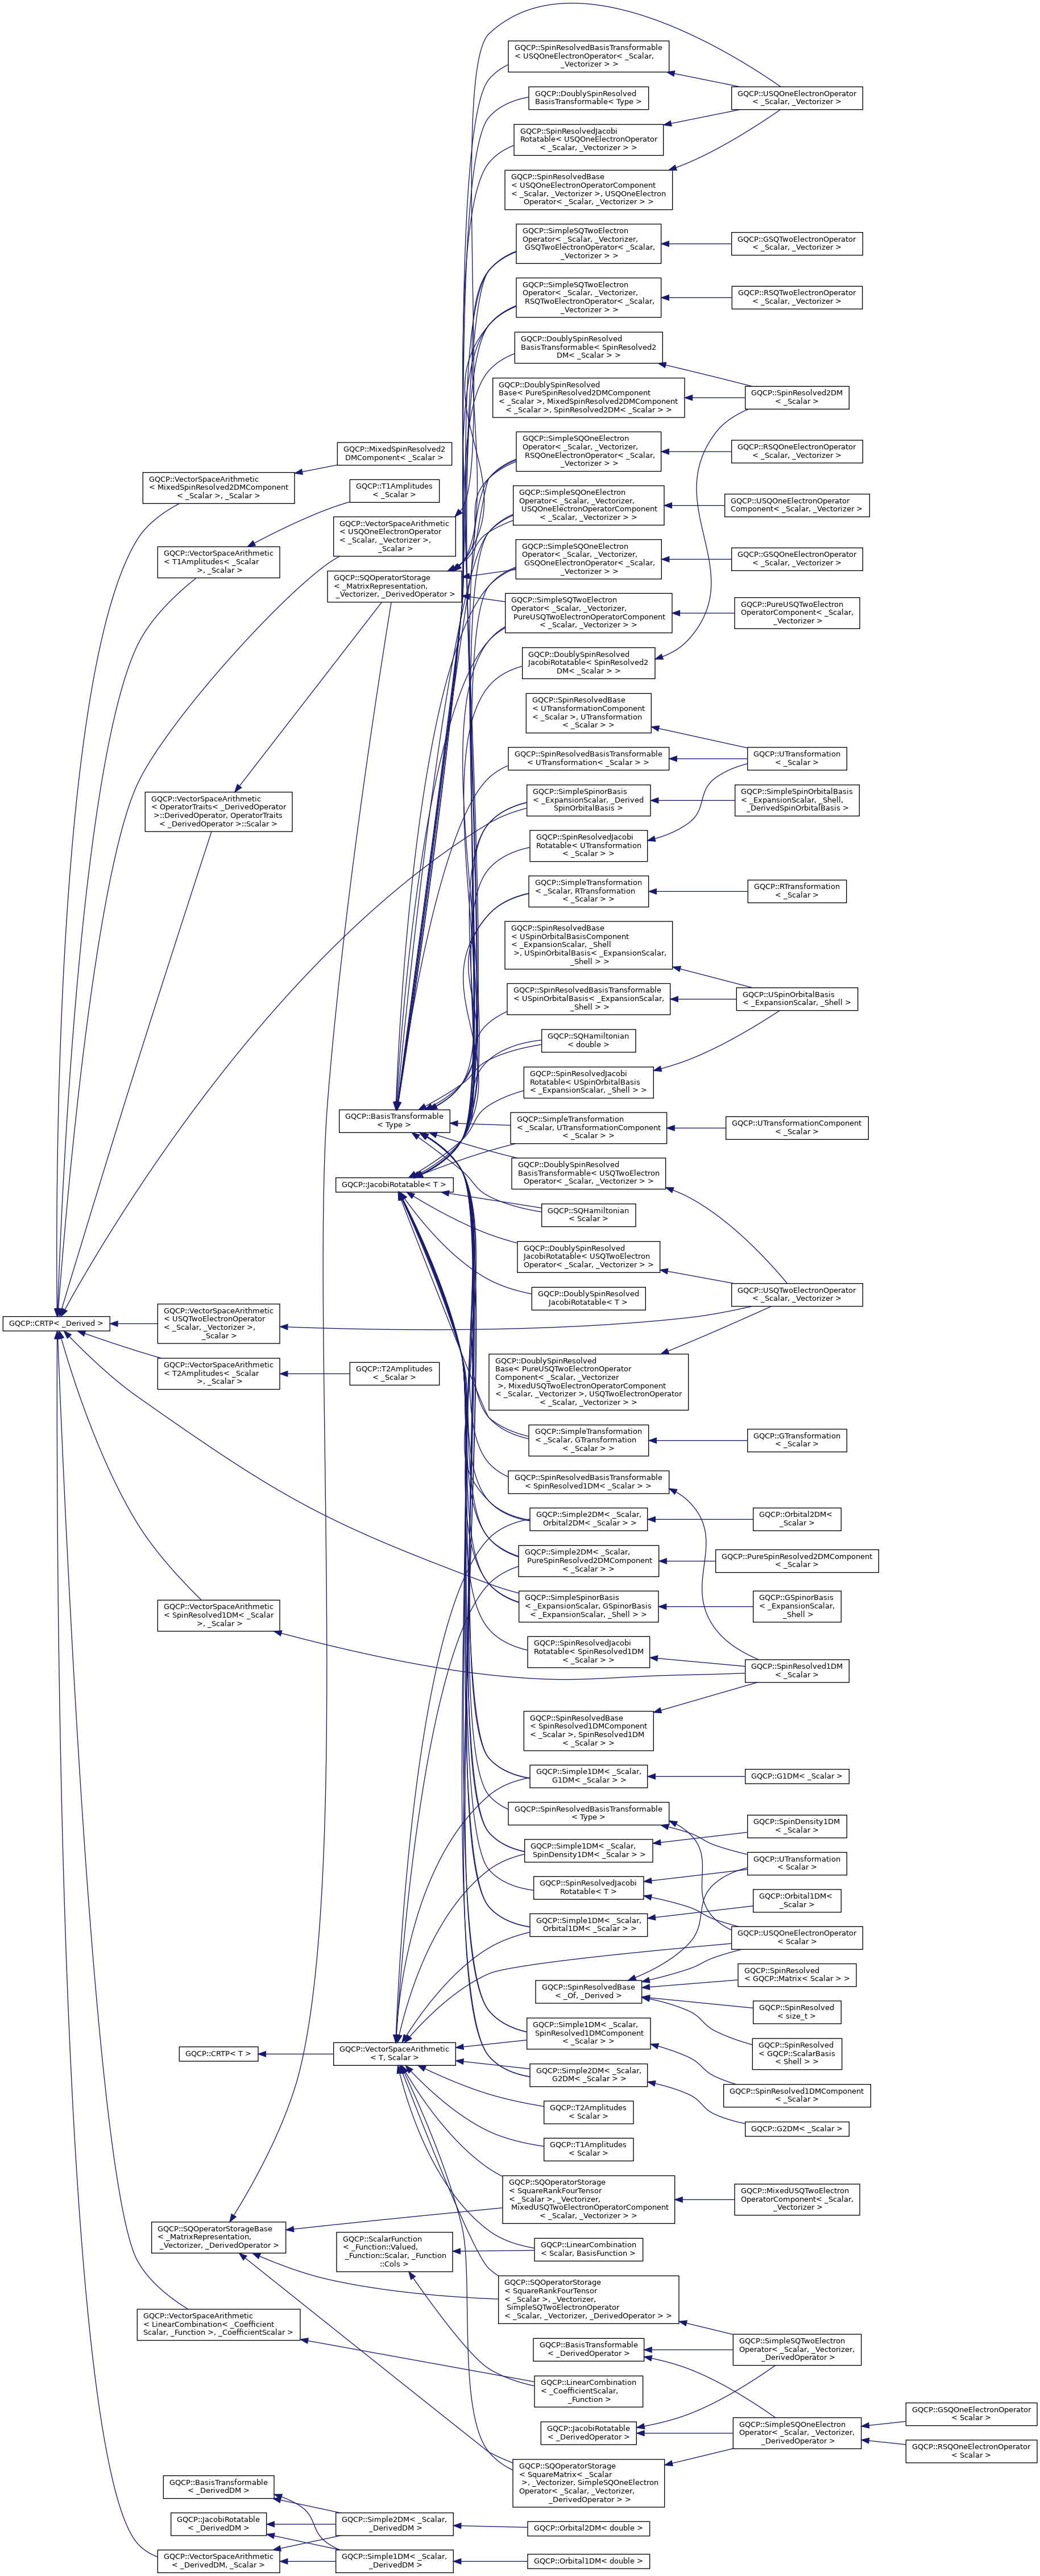 GQCP::SpinResolvedBasisTransformable
< USQOneElectronOperator< _Scalar,
_Vectorizer > >
GQCP::DoublySpinResolved
BasisTransformable< Type >
GQCP::USQOneElectronOperator
< _Scalar, _Vectorizer >
GQCP::SpinResolvedJacobi
Rotatable< USQOneElectronOperator
< _Scalar, _Vectorizer > >
GQCP::SpinResolvedBase
< USQOneElectronOperatorComponent
< _Scalar, _Vectorizer >, USQOneElectron
Operator< _Scalar, _Vectorizer > >
GQCP::SimpleSQTwoElectron
Operator< _Scalar, _Vectorizer,
GSQTwoElectronOperator< _Scalar,
_Vectorizer > >
GQCP::GSQTwoElectronOperator
< _Scalar, _Vectorizer >
GQCP::SimpleSQTwoElectron
Operator< _Scalar, _Vectorizer,
RSQTwoElectronOperator< _Scalar,
_Vectorizer > >
GQCP::RSQTwoElectronOperator
< _Scalar, _Vectorizer >
GQCP::DoublySpinResolved
BasisTransformable< SpinResolved2
DM< _Scalar > >
GQCP::DoublySpinResolved
Base< PureSpinResolved2DMComponent
< _Scalar >, MixedSpinResolved2DMComponent
< _Scalar >, SpinResolved2DM< _Scalar > >
GQCP::SpinResolved2DM
< _Scalar >
GQCP::SimpleSQOneElectron
Operator< _Scalar, _Vectorizer,
RSQOneElectronOperator< _Scalar,
_Vectorizer > >
GQCP::RSQOneElectronOperator
< _Scalar, _Vectorizer >
GQCP::MixedSpinResolved2
DMComponent< _Scalar >
GQCP::VectorSpaceArithmetic
< MixedSpinResolved2DMComponent
< _Scalar >, _Scalar >
GQCP::T1Amplitudes
< _Scalar >
GQCP::SimpleSQOneElectron
Operator< _Scalar, _Vectorizer,
USQOneElectronOperatorComponent
< _Scalar, _Vectorizer > >
GQCP::USQOneElectronOperator
Component< _Scalar, _Vectorizer >
GQCP::VectorSpaceArithmetic
< USQOneElectronOperator
< _Scalar, _Vectorizer >,
_Scalar >
GQCP::VectorSpaceArithmetic
< T1Amplitudes< _Scalar
>, _Scalar >
GQCP::SimpleSQOneElectron
Operator< _Scalar, _Vectorizer,
GSQOneElectronOperator< _Scalar,
_Vectorizer > >
GQCP::GSQOneElectronOperator
< _Scalar, _Vectorizer >
GQCP::SQOperatorStorage
< _MatrixRepresentation,
_Vectorizer, _DerivedOperator >
GQCP::SimpleSQTwoElectron
Operator< _Scalar, _Vectorizer,
PureUSQTwoElectronOperatorComponent
< _Scalar, _Vectorizer > >
GQCP::PureUSQTwoElectron
OperatorComponent< _Scalar,
_Vectorizer >
GQCP::DoublySpinResolved
JacobiRotatable< SpinResolved2
DM< _Scalar > >
GQCP::SpinResolvedBase
< UTransformationComponent
< _Scalar >, UTransformation
< _Scalar > >
GQCP::SpinResolvedBasisTransformable
< UTransformation< _Scalar > >
GQCP::UTransformation
< _Scalar >
GQCP::VectorSpaceArithmetic
< OperatorTraits< _DerivedOperator
>::DerivedOperator, OperatorTraits
< _DerivedOperator >::Scalar >
GQCP::SimpleSpinorBasis
< _ExpansionScalar, _Derived
SpinOrbitalBasis >
GQCP::SimpleSpinOrbitalBasis
< _ExpansionScalar, _Shell,
_DerivedSpinOrbitalBasis >
GQCP::SpinResolvedJacobi
Rotatable< UTransformation
< _Scalar > >
GQCP::SimpleTransformation
< _Scalar, RTransformation
< _Scalar > >
GQCP::RTransformation
< _Scalar >
GQCP::SpinResolvedBase
< USpinOrbitalBasisComponent
< _ExpansionScalar, _Shell
>, USpinOrbitalBasis< _ExpansionScalar,
_Shell > >
GQCP::SpinResolvedBasisTransformable
< USpinOrbitalBasis< _ExpansionScalar,
_Shell > >
GQCP::USpinOrbitalBasis
< _ExpansionScalar, _Shell >
GQCP::SQHamiltonian
< double >
GQCP::SpinResolvedJacobi
Rotatable< USpinOrbitalBasis
< _ExpansionScalar, _Shell > >
GQCP::BasisTransformable
< Type >
GQCP::SimpleTransformation
< _Scalar, UTransformationComponent
< _Scalar > >
GQCP::UTransformationComponent
< _Scalar >
GQCP::DoublySpinResolved
BasisTransformable< USQTwoElectron
Operator< _Scalar, _Vectorizer > >
GQCP::JacobiRotatable< T >
GQCP::SQHamiltonian
< Scalar >
GQCP::DoublySpinResolved
JacobiRotatable< USQTwoElectron
Operator< _Scalar, _Vectorizer > >
GQCP::DoublySpinResolved
JacobiRotatable< T >
GQCP::USQTwoElectronOperator
< _Scalar, _Vectorizer >
GQCP::CRTP< _Derived >
GQCP::VectorSpaceArithmetic
< USQTwoElectronOperator
< _Scalar, _Vectorizer >,
_Scalar >
GQCP::VectorSpaceArithmetic
< T2Amplitudes< _Scalar
>, _Scalar >
GQCP::T2Amplitudes
< _Scalar >
GQCP::DoublySpinResolved
Base< PureUSQTwoElectronOperator
Component< _Scalar, _Vectorizer
>, MixedUSQTwoElectronOperatorComponent
< _Scalar, _Vectorizer >, USQTwoElectronOperator
< _Scalar, _Vectorizer > >
GQCP::SimpleTransformation
< _Scalar, GTransformation
< _Scalar > >
GQCP::GTransformation
< _Scalar >
GQCP::SpinResolvedBasisTransformable
< SpinResolved1DM< _Scalar > >
GQCP::Simple2DM< _Scalar,
Orbital2DM< _Scalar > >
GQCP::Orbital2DM<
_Scalar >
GQCP::Simple2DM< _Scalar,
PureSpinResolved2DMComponent
< _Scalar > >
GQCP::PureSpinResolved2DMComponent
< _Scalar >
GQCP::SimpleSpinorBasis
< _ExpansionScalar, GSpinorBasis
< _ExpansionScalar, _Shell > >
GQCP::GSpinorBasis
< _ExpansionScalar,
_Shell >
GQCP::VectorSpaceArithmetic
< SpinResolved1DM< _Scalar
>, _Scalar >
GQCP::SpinResolvedJacobi
Rotatable< SpinResolved1DM
< _Scalar > >
GQCP::SpinResolved1DM
< _Scalar >
GQCP::SpinResolvedBase
< SpinResolved1DMComponent
< _Scalar >, SpinResolved1DM
< _Scalar > >
GQCP::Simple1DM< _Scalar,
G1DM< _Scalar > >
GQCP::G1DM< _Scalar >
GQCP::SpinResolvedBasisTransformable
< Type >
GQCP::SpinDensity1DM
< _Scalar >
GQCP::Simple1DM< _Scalar,
SpinDensity1DM< _Scalar > >
GQCP::UTransformation
< Scalar >
GQCP::SpinResolvedJacobi
Rotatable< T >
GQCP::Orbital1DM<
_Scalar >
GQCP::Simple1DM< _Scalar,
Orbital1DM< _Scalar > >
GQCP::USQOneElectronOperator
< Scalar >
GQCP::SpinResolved
< GQCP::Matrix< Scalar > >
GQCP::SpinResolvedBase
< _Of, _Derived >
GQCP::SpinResolved
< size_t >
GQCP::Simple1DM< _Scalar,
SpinResolved1DMComponent
< _Scalar > >
GQCP::SpinResolved
< GQCP::ScalarBasis
< Shell > >
GQCP::CRTP< T >
GQCP::VectorSpaceArithmetic
< T, Scalar >
GQCP::Simple2DM< _Scalar,
G2DM< _Scalar > >
GQCP::SpinResolved1DMComponent
< _Scalar >
GQCP::T2Amplitudes
< Scalar >
GQCP::G2DM< _Scalar >
GQCP::T1Amplitudes
< Scalar >
GQCP::SQOperatorStorage
< SquareRankFourTensor
< _Scalar >, _Vectorizer,
MixedUSQTwoElectronOperatorComponent
< _Scalar, _Vectorizer > >
GQCP::MixedUSQTwoElectron
OperatorComponent< _Scalar,
_Vectorizer >
GQCP::SQOperatorStorageBase
< _MatrixRepresentation,
_Vectorizer, _DerivedOperator >
GQCP::ScalarFunction
< _Function::Valued,
_Function::Scalar, _Function
::Cols >
GQCP::LinearCombination
< Scalar, BasisFunction >
GQCP::SQOperatorStorage
< SquareRankFourTensor
< _Scalar >, _Vectorizer,
SimpleSQTwoElectronOperator
< _Scalar, _Vectorizer, _DerivedOperator > >
GQCP::VectorSpaceArithmetic
< LinearCombination< _Coefficient
Scalar, _Function >, _CoefficientScalar >
GQCP::BasisTransformable
< _DerivedOperator >
GQCP::SimpleSQTwoElectron
Operator< _Scalar, _Vectorizer,
_DerivedOperator >
GQCP::LinearCombination
< _CoefficientScalar,
_Function >
GQCP::JacobiRotatable
< _DerivedOperator >
GQCP::SimpleSQOneElectron
Operator< _Scalar, _Vectorizer,
_DerivedOperator >
GQCP::GSQOneElectronOperator
< Scalar >
GQCP::RSQOneElectronOperator
< Scalar >
GQCP::SQOperatorStorage
< SquareMatrix< _Scalar
>, _Vectorizer, SimpleSQOneElectron
Operator< _Scalar, _Vectorizer,
_DerivedOperator > >
GQCP::BasisTransformable
< _DerivedDM >
GQCP::JacobiRotatable
< _DerivedDM >
GQCP::Simple2DM< _Scalar,
_DerivedDM >
GQCP::Orbital2DM< double >
GQCP::VectorSpaceArithmetic
< _DerivedDM, _Scalar >
GQCP::Simple1DM< _Scalar,
_DerivedDM >
GQCP::Orbital1DM< double >